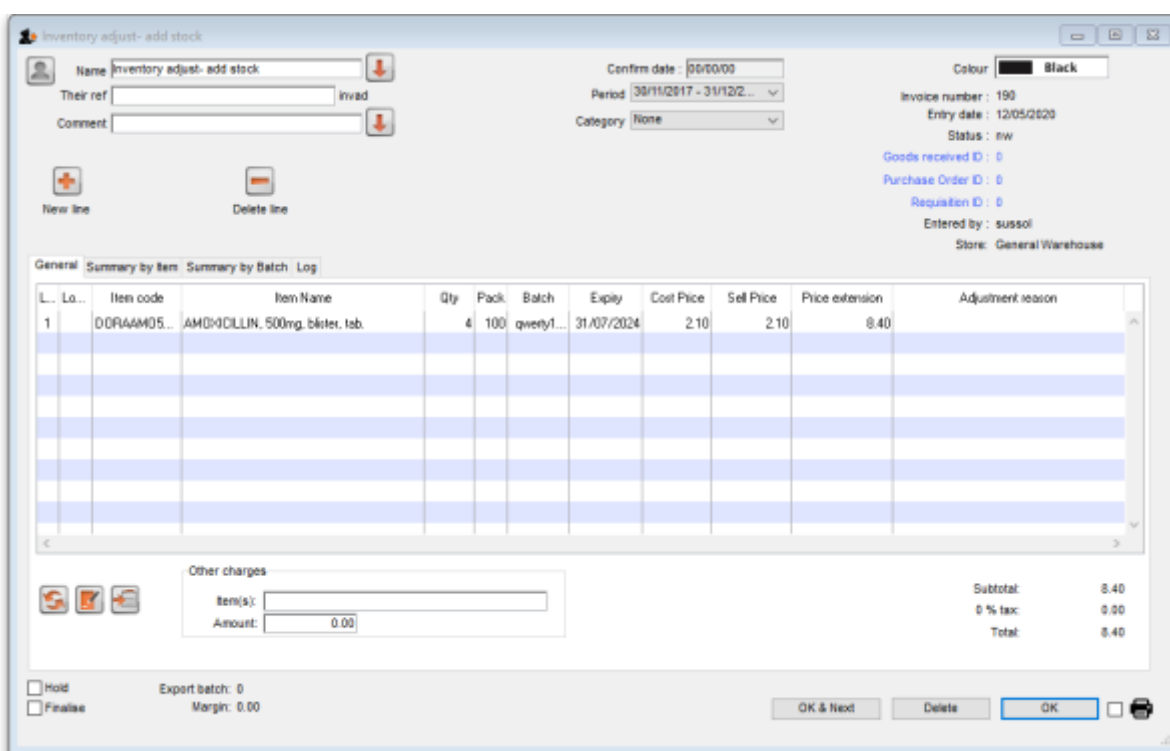 Inventory adjust- add stock
Name Inventory adjust- add stock
Confirm date : 00/00/00
Colour Black
Their ref invad
Period 30/11/2017 - 31/12/2...
Invoice number : 190
Comment
Category None
Entry date : 12/05/2020
Status : nw
Goods received ID : 0
Purchase Order ID : 0
New line Delete line
Requisition ID : 0
Entered by : sussol
Store: General Warehouse
General Summary by Item Summary by Batch Log
L... Lo... Item code Item Name Qty Pack Batch Expiry Cost Price Sell Price Price extension Adjustment reason
1 DORAAM05... AMOXICILLIN, 500mg, blister, tab. 4 100 qwerty1... 31/07/2024 2.10 2.10 8.40
Other charges
Item(s):
Amount: 0.00
Subtotal: 8.40
0 % tax: 0.00
Total: 8.40
Hold Export batch: 0
Finalise Margin: 0.00
OK & Next Delete OK